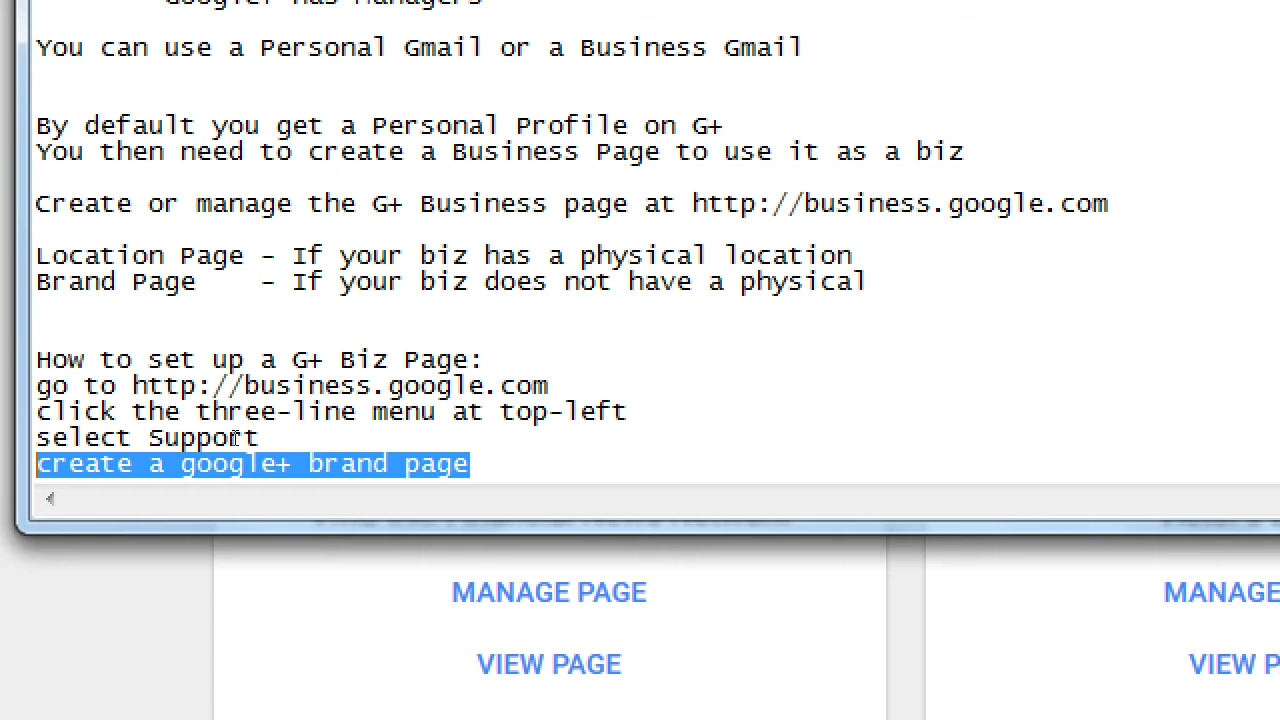 Google+ has Managers
You can use a Personal Gmail or a Business Gmail
By default you get a Personal Profile on G+
You then need to create a Business Page to use it as a biz
Create or manage the G+ Business page at http://business.google.com
Location Page - If your biz has a physical location
Brand Page    - If your biz does not have a physical
How to set up a G+ Biz Page:
go to http://business.google.com
click the three-line menu at top-left
select Support
create a google+ brand page
MANAGE PAGE MANAGE
VIEW PAGE VIEW P